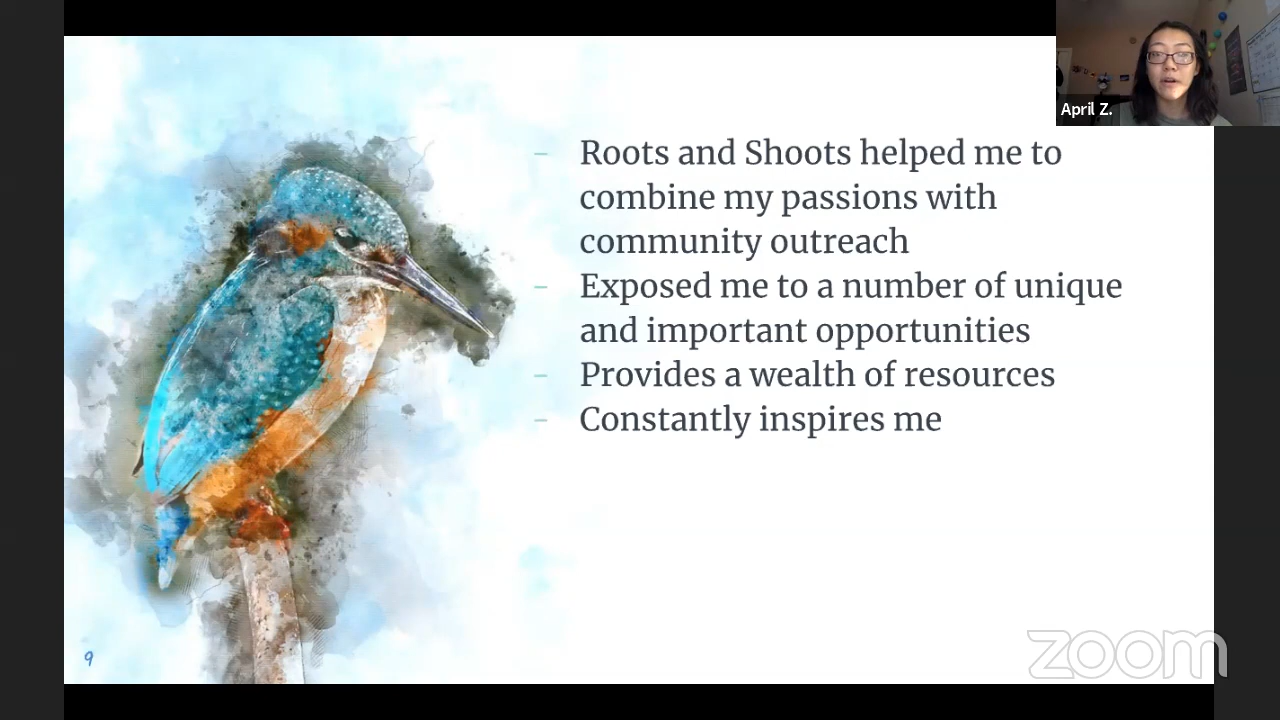 April Z.
- Roots and Shoots helped me to
combine my passions with
community outreach
- Exposed me to a number of unique
and important opportunities
- Provides a wealth of resources
- Constantly inspires me
9
zoom